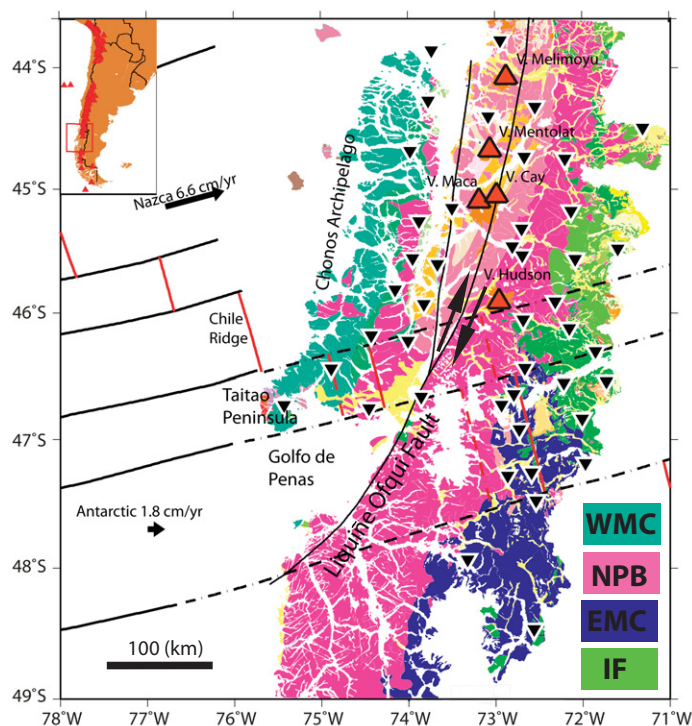 44°S
45°S
46°S
47°S
48°S
49°S
V. Melimoyu
V. Mentolat
V. Maca
V. Cay
V. Hudson
Nazca 6.6 cm/yr
Chonos Archipelago
Chile
Ridge
Taitao
Peninsula
Golfo de
Penas
Liquiñe Ofqui Fault
Antarctic 1.8 cm/yr
100 (km)
WMC
NPB
EMC
IF
78°W
77°W
76°W
75°W
74°W
73°W
72°W
71°W